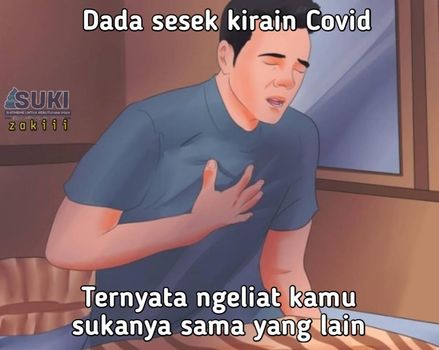 Dada sesek kirain Covid
SUKI
zakiii
Ternyata ngeliat kamu
sukanya sama yang lain